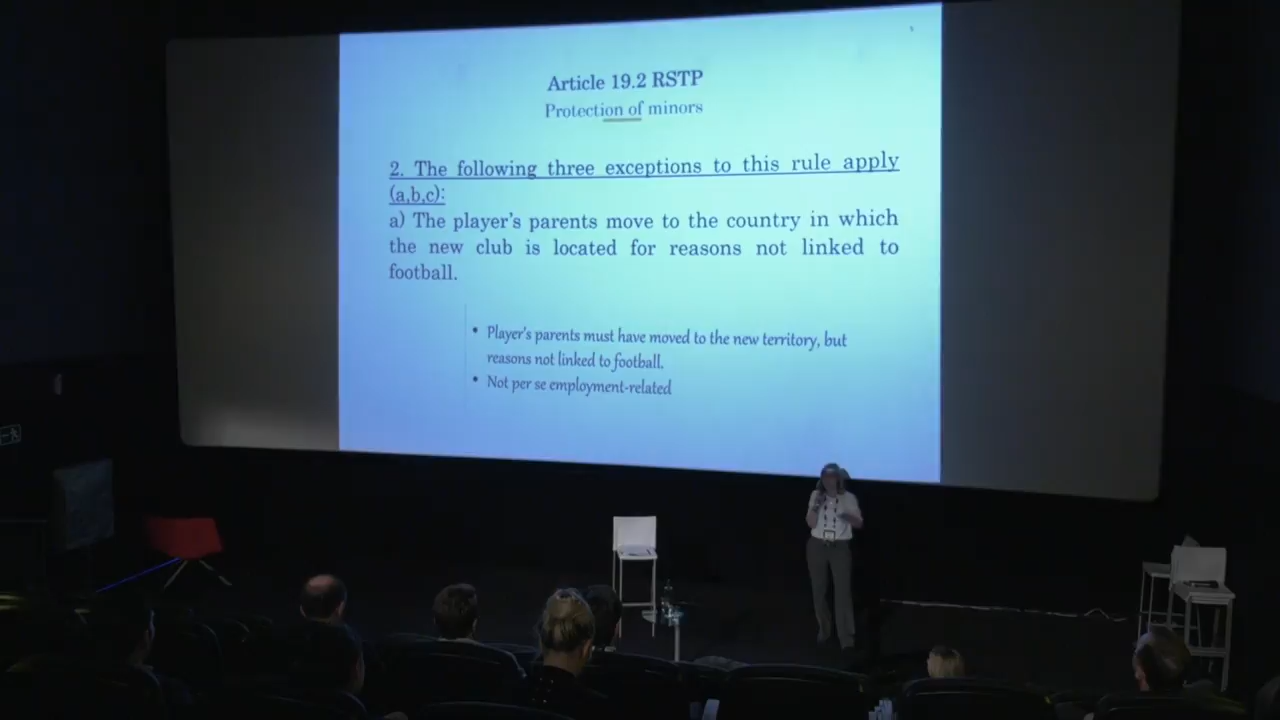 Article 19.2 RSTP
Protection of minors
2. The following three exceptions to this rule apply
(a,b,c):
a) The player's parents move to the country in which
the new club is located for reasons not linked to
football.
• Player's parents must have moved to the new territory, but
reasons not linked to football.
• Not per se employment-related